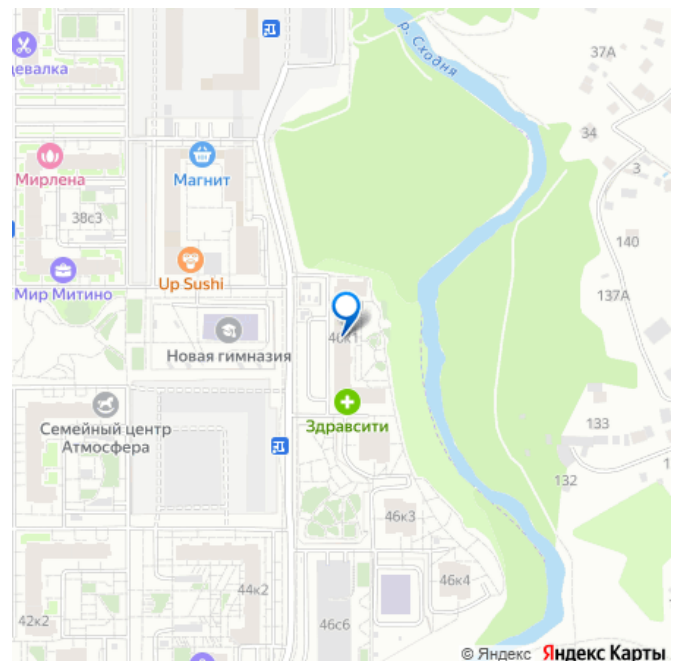 р. Сходня
37А
девалка
34
Мирлена
Магнит
3
38с3
140
Мир Митино
Up Sushi
137А
Новая гимназия
Семейный центр
Атмосфера
Здравсити
133
132
46к3
46к4
44к2
42к2
46с6
© Яндекс Яндекс Карты